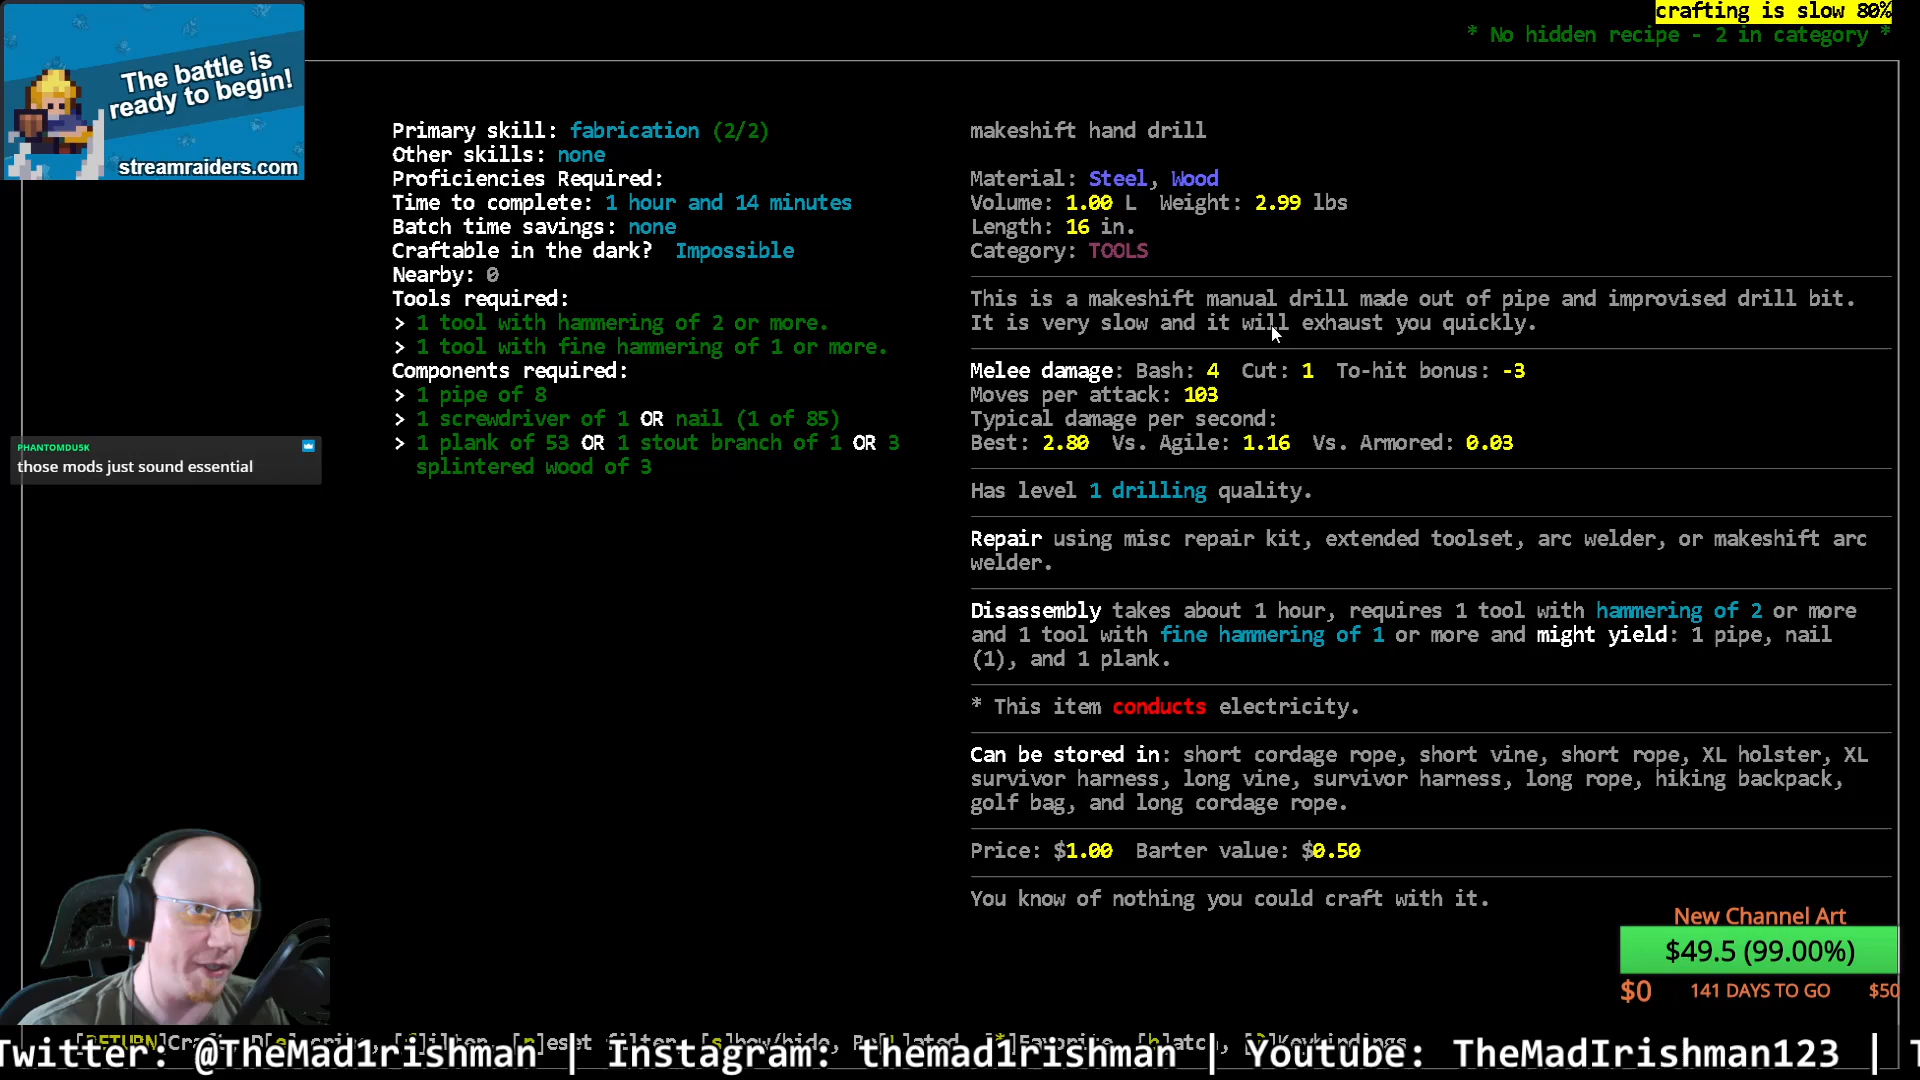 The battle is
ready to begin!
streamraiders.com
crafting is slow 80%
* No hidden recipe - 2 in category *
Primary skill: fabrication (2/2)
Other skills: none
Proficiencies Required:
Time to complete: 1 hour and 14 minutes
Batch time savings: none
Craftable in the dark? Impossible
Nearby: 0
Tools required:
> 1 tool with hammering of 2 or more.
> 1 tool with fine hammering of 1 or more.
Components required:
> 1 pipe of 8
> 1 screwdriver of 1 OR nail (1 of 85)
> 1 plank of 53 OR 1 stout branch of 1 OR 3
splintered wood of 3
makeshift hand drill
Material: Steel, Wood
Volume: 1.00 L Weight: 2.99 lbs
Length: 16 in.
Category: TOOLS
This is a makeshift manual drill made out of pipe and improvised drill bit.
It is very slow and it will exhaust you quickly.
Melee damage: Bash: 4 Cut: 1 To-hit bonus: -3
Moves per attack: 103
Typical damage per second:
Best: 2.80 Vs. Agile: 1.16 Vs. Armored: 0.03
Has level 1 drilling quality.
Repair using misc repair kit, extended toolset, arc welder, or makeshift arc
welder.
Disassembly takes about 1 hour, requires 1 tool with hammering of 2 or more
and 1 tool with fine hammering of 1 or more and might yield: 1 pipe, nail
(1), and 1 plank.
* This item conducts electricity.
Can be stored in: short cordage rope, short vine, short rope, XL holster, XL
survivor harness, long vine, survivor harness, long rope, hiking backpack,
golf bag, and long cordage rope.
Price: $1.00 Barter value: $0.50
You know of nothing you could craft with it.
PHANTOMDU5K
those mods just sound essential
New Channel Art
$49.5 (99.00%)
$0 141 DAYS TO GO $50
Twitter: @TheMad1rishman | Instagram: themad1rishman | Youtube: TheMadIrishman123 |